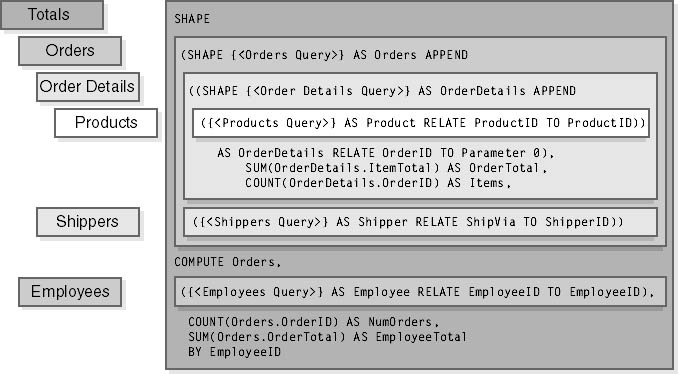 Totals
Orders
Order Details
Products
Shippers
Employees
SHAPE
(SHAPE {<Orders Query>} AS Orders APPEND
((SHAPE {<Order Details Query>} AS OrderDetails APPEND
({<Products Query>} AS Product RELATE ProductID TO ProductID))
AS OrderDetails RELATE OrderID TO Parameter 0),
SUM(OrderDetails.ItemTotal) AS OrderTotal,
COUNT(OrderDetails.OrderID) AS Items,
({<Shippers Query>} AS Shipper RELATE ShipVia TO ShipperID))
COMPUTE Orders,
({<Employees Query>} AS Employee RELATE EmployeeID TO EmployeeID),
COUNT(Orders.OrderID) AS NumOrders,
SUM(Orders.OrderTotal) AS EmployeeTotal
BY EmployeeID